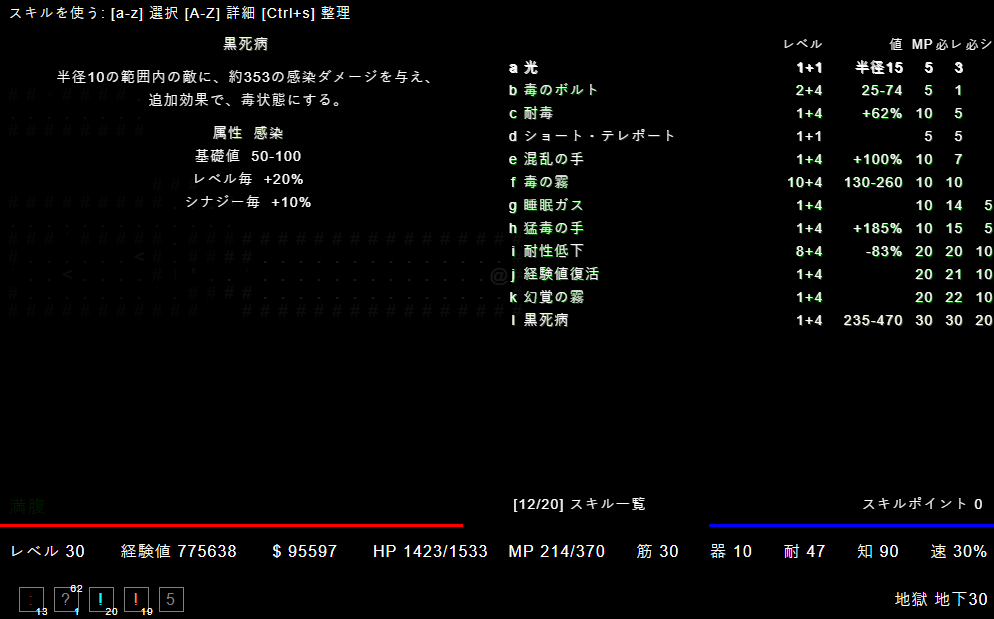 スキルを使う: [a-z] 選択 [A-Z] 詳細 [Ctrl+s] 整理
黒死病
半径10の範囲内の敵に、約353の感染ダメージを与え、
追加効果で、毒状態にする。
属性 感染
基礎値 50-100
レベル毎 +20%
シナジー毎 +10%
レベル 値 MP 必レ 必シ
a 光 1+1 半径15 5 3
b 毒のボルト 2+4 25-74 5 1
c 耐毒 1+4 +62% 10 5
d ショート・テレポート 1+1 5 5
e 混乱の手 1+4 +100% 10 7
f 毒の霧 10+4 130-260 10 10
g 睡眠ガス 1+4 10 14 5
h 猛毒の手 1+4 +185% 10 15 5
i 耐性低下 8+4 -83% 20 20 10
j 経験値復活 1+4 20 21 10
k 幻覚の霧 1+4 20 22 10
l 黒死病 1+4 235-470 30 30 20
満腹
[12/20] スキル一覧 スキルポイント 0
レベル 30 経験値 775638 $ 95597 HP 1423/1533 MP 214/370 筋 30 器 10 耐 47 知 90 速 30%
: 13 ? 62 1 ! 20 ! 19 5
地獄 地下30